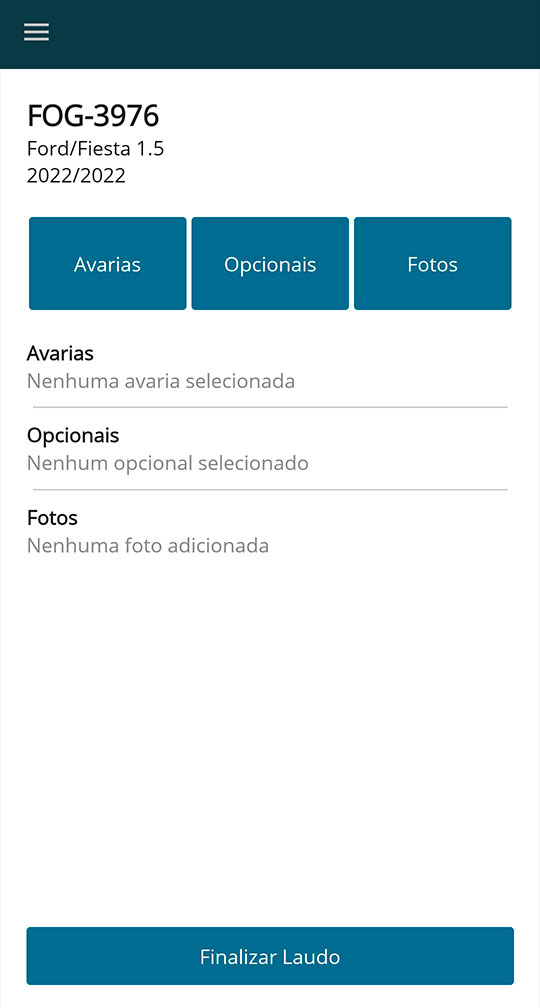 FOG-3976
Ford/Fiesta 1.5
2022/2022
Avarias
Opcionais
Fotos
Avarias
Nenhuma avaria selecionada
Opcionais
Nenhum opcional selecionado
Fotos
Nenhuma foto adicionada
Finalizar Laudo